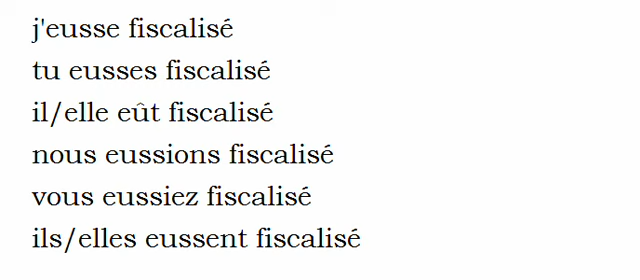 j'eusse fiscalisé
tu eusses fiscalisé
il/elle eût fiscalisé
nous eussions fiscalisé
vous eussiez fiscalisé
ils/elles eussent fiscalisé